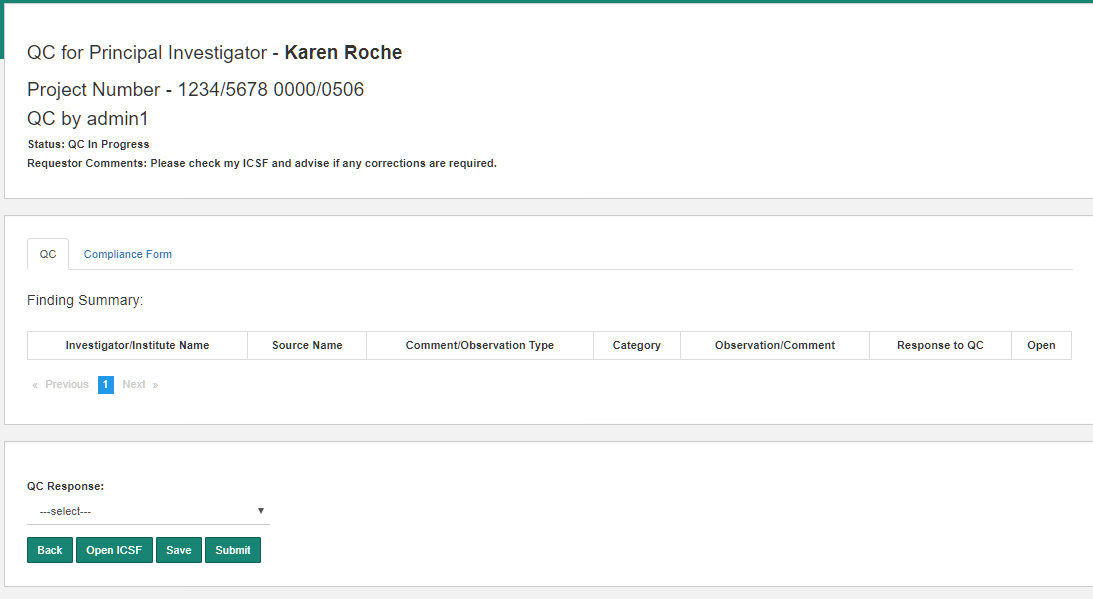 QC for Principal Investigator - Karen Roche
Project Number - 1234/5678 0000/0506
QC by admin1
Status: QC In Progress
Requestor Comments: Please check my ICSF and advise if any corrections are required.
QC Compliance Form
Finding Summary:
Investigator/Institute Name Source Name Comment/Observation Type Category Observation/Comment Response to QC Open
« Previous 1 Next »
QC Response:
---select---
Back Open ICSF Save Submit